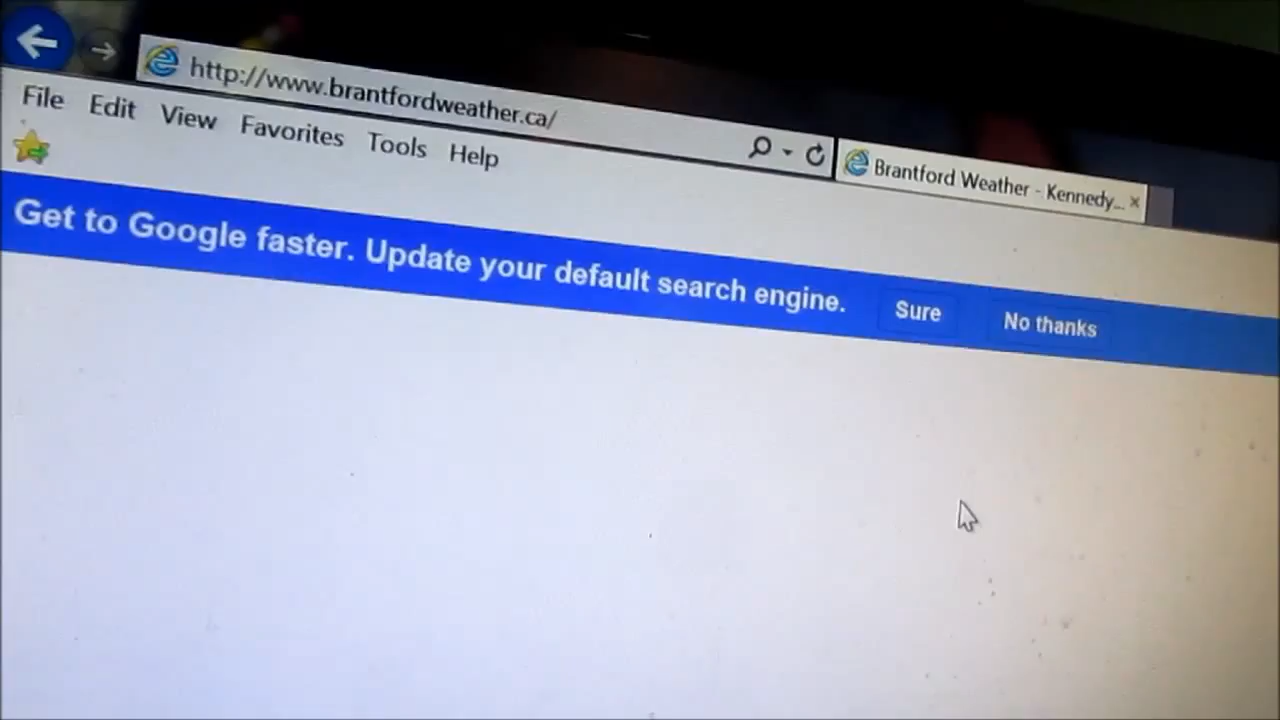 http://www.brantfordweather.ca/
Brantford Weather - Kennedy...
File Edit View Favorites Tools Help
Get to Google faster. Update your default search engine. Sure No thanks